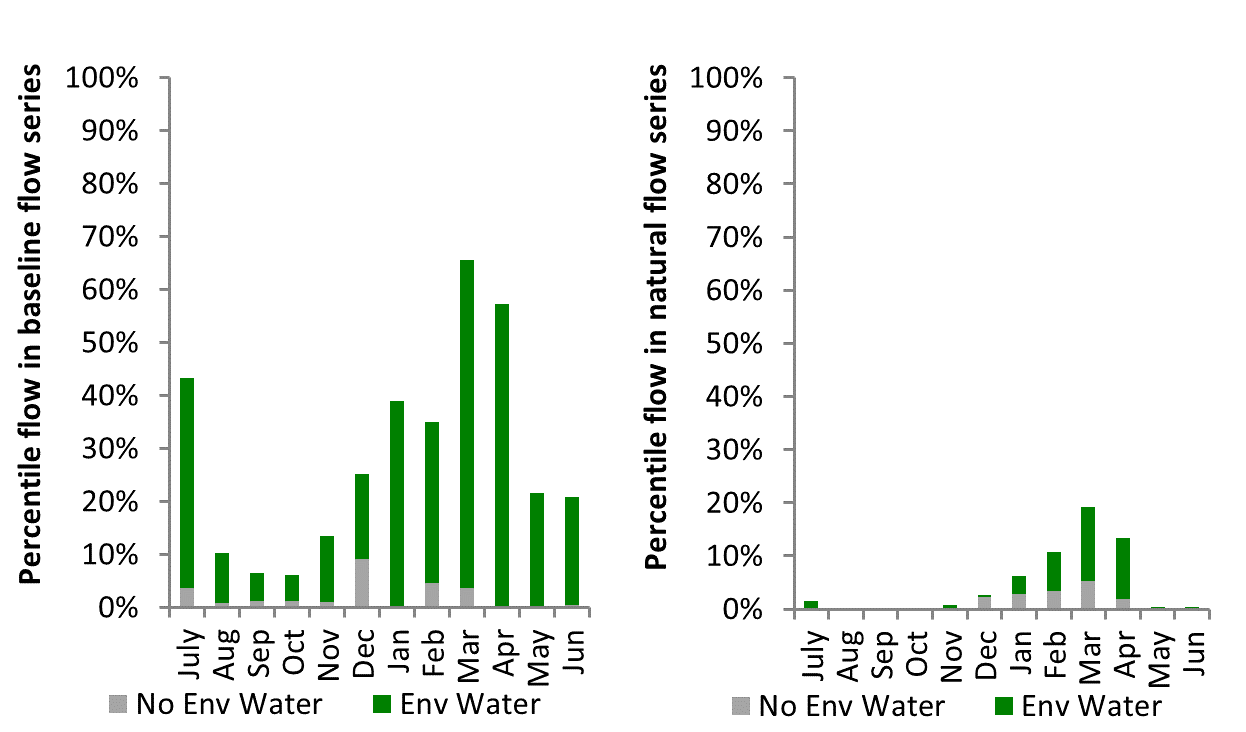 Percentile flow in baseline flow series
100%
90%
80%
70%
60%
50%
40%
30%
20%
10%
0%
July
Aug
Sep
Oct
Nov
Dec
Jan
Feb
Mar
Apr
May
Jun
No Env Water
Env Water
Percentile flow in natural flow series
100%
90%
80%
70%
60%
50%
40%
30%
20%
10%
0%
July
Aug
Sep
Oct
Nov
Dec
Jan
Feb
Mar
Apr
May
Jun
No Env Water
Env Water